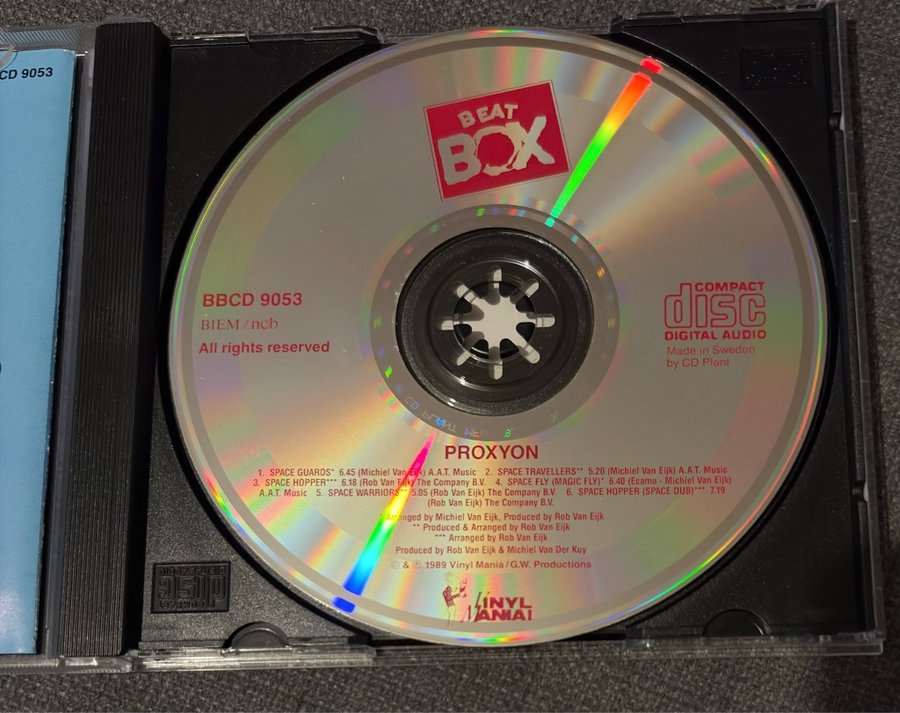 CD 9053
BEAT
BOX
BBCD 9053
BIEM/ncb
All rights reserved
COMPACT
disc
DIGITAL AUDIO
Made in Sweden
by CD Plant
PROXYON
1. SPACE GUARDS* 6.45 (Michiel Van Eijk) A.A.T. Music 2. SPACE TRAVELLERS** 5.20 (Michiel Van Eijk) A.A.T. Music
3. SPACE HOPPER*** 6.18 (Rob Van Eijk) The Company B.V. 4. SPACE FLY (MAGIC FLY)* 6.40 (Ecama - Michiel Van Eijk)
A.A.T. Music 5. SPACE WARRIORS** 5.05 (Rob Van Eijk) The Company B.V. 6. SPACE HOPPER (SPACE DUB)*** 7.19
(Rob Van Eijk) The Company B.V.
* Arranged by Michiel Van Eijk, Produced by Rob Van Eijk
** Produced & Arranged by Rob Van Eijk
*** Arranged by Rob Van Eijk
Produced by Rob Van Eijk & Michiel Van Der Kuy
© & ℗ 1989 Vinyl Mania/G.W. Productions
VINYL
MANIA!